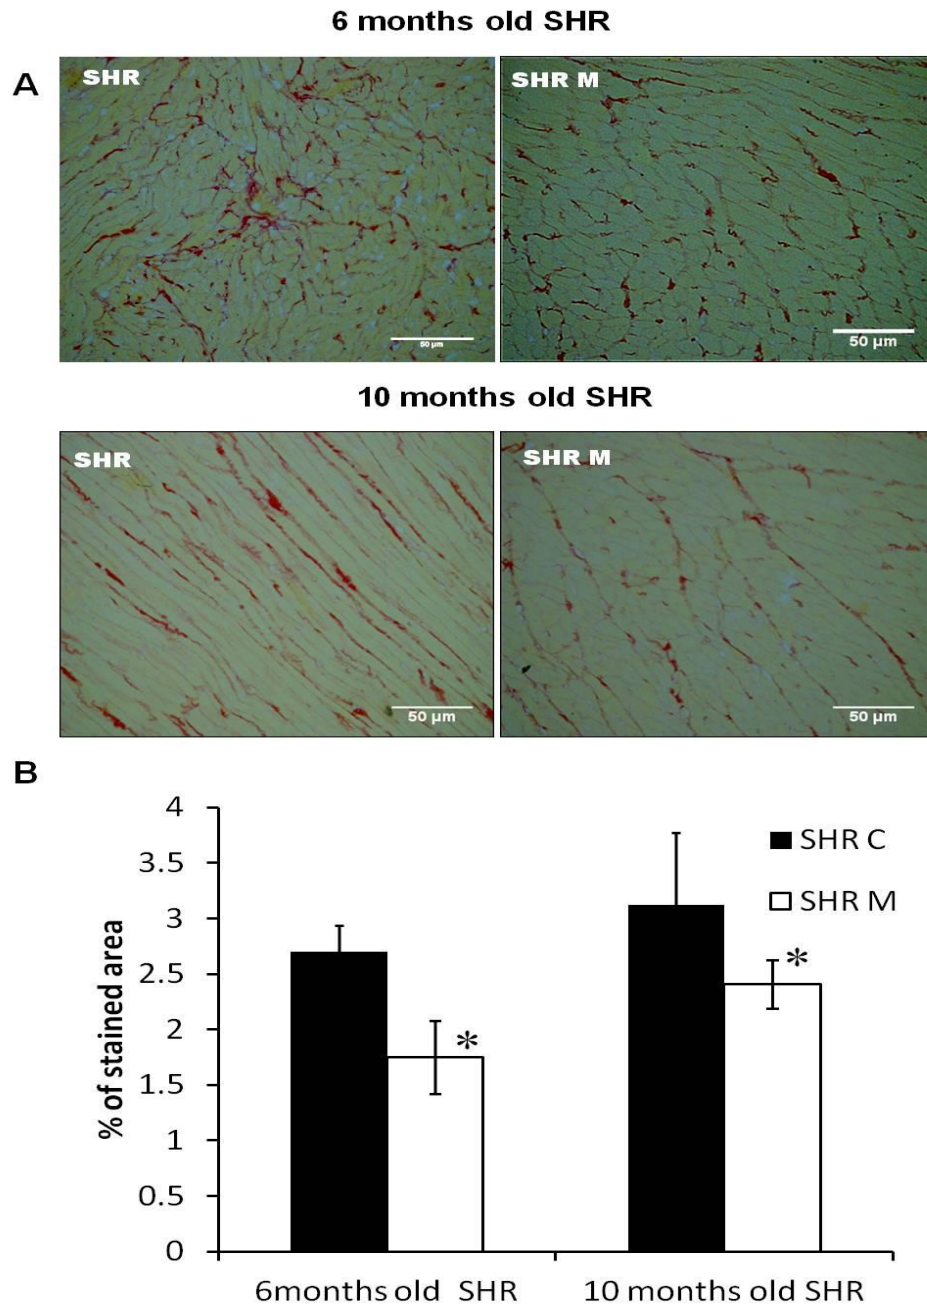 6 months old SHR
A
SHR
SHR M
50 µm
50 µm
10 months old SHR
SHR
SHR M
50 µm
50 µm
B
% of stained area
4
3.5
3
2.5
2
1.5
1
0.5
0
SHR C
SHR M
*
*
6months old SHR
10 months old SHR